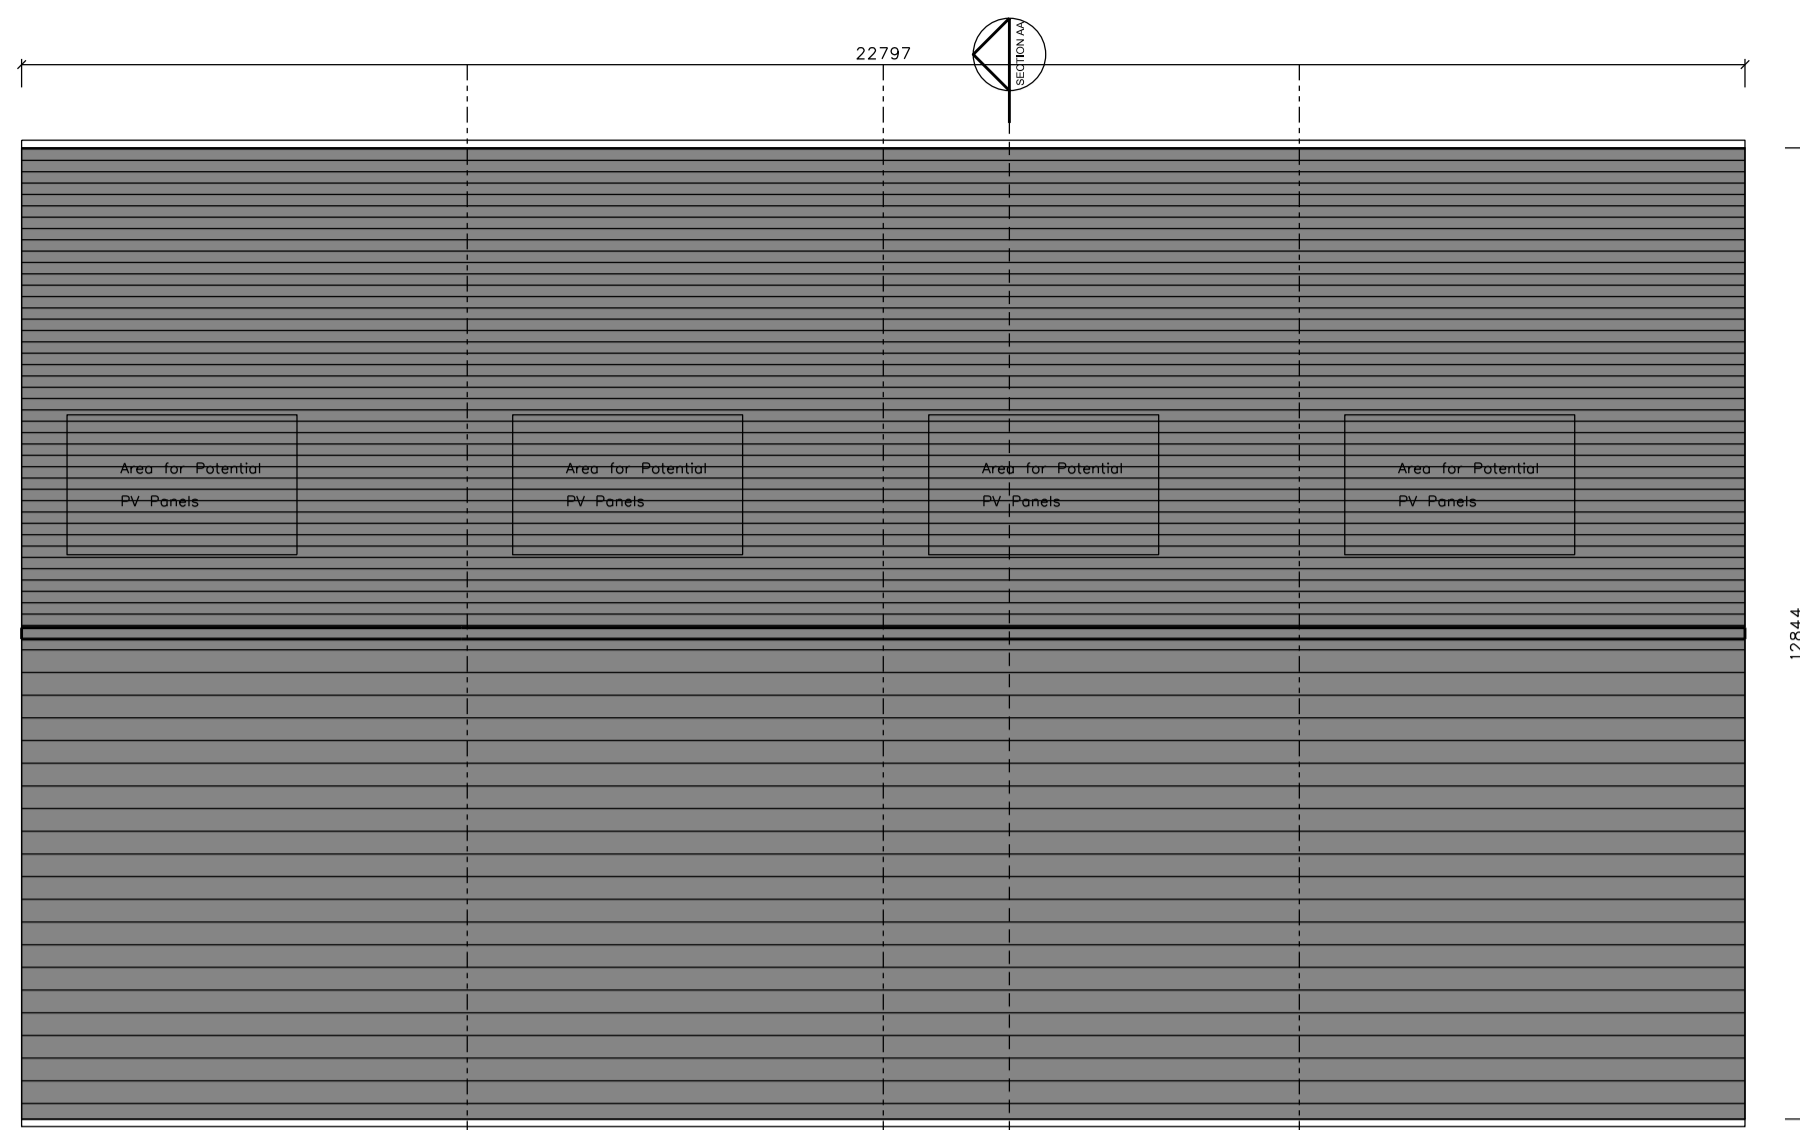 22797
SECTION AA
Area for Potential
PV Panels
Area for Potential
PV Panels
Area for Potential
PV Panels
Area for Potential
PV Panels
12844